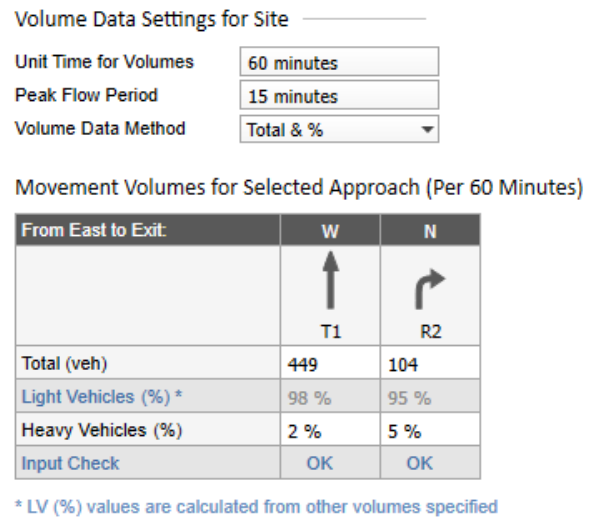 Volume Data Settings for Site
Unit Time for Volumes 60 minutes
Peak Flow Period 15 minutes
Volume Data Method Total & %
Movement Volumes for Selected Approach (Per 60 Minutes)
From East to Exit: W N
T1 R2
Total (veh) 449 104
Light Vehicles (%) * 98 % 95 %
Heavy Vehicles (%) 2 % 5 %
Input Check OK OK
* LV (%) values are calculated from other volumes specified